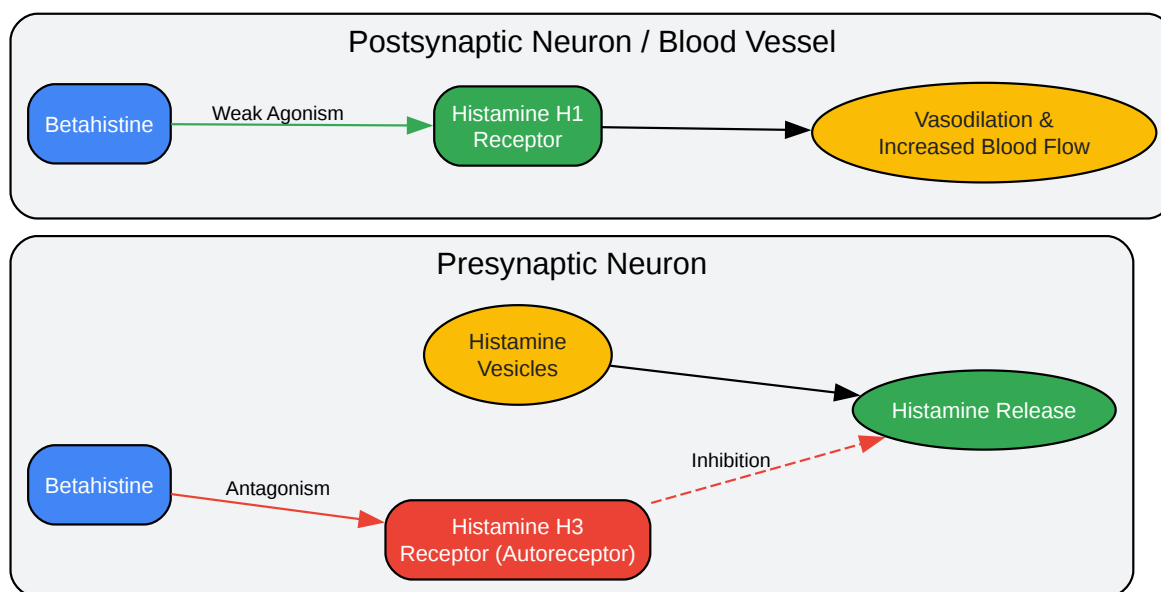 Postsynaptic Neuron / Blood Vessel
Betahistine
Weak Agonism
Histamine H1
Receptor
Vasodilation &
Increased Blood Flow
Presynaptic Neuron
Histamine
Vesicles
Histamine Release
Betahistine
Antagonism
Inhibition
Histamine H3
Receptor (Autoreceptor)